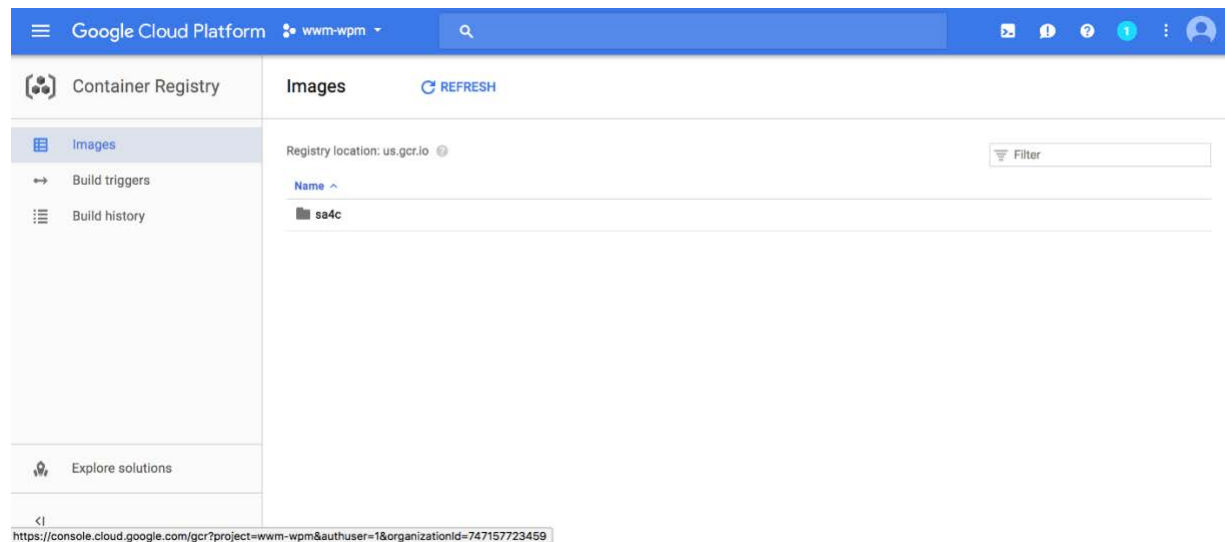 Google Cloud Platform wwm-wpm 1
Container Registry
Images REFRESH
Images
Build triggers
Build history
Registry location: us.gcr.io
Filter
Name
sa4c
Explore solutions
https://console.cloud.google.com/gcr?project=wwm-wpm&authuser=1&organizationId=747157723459